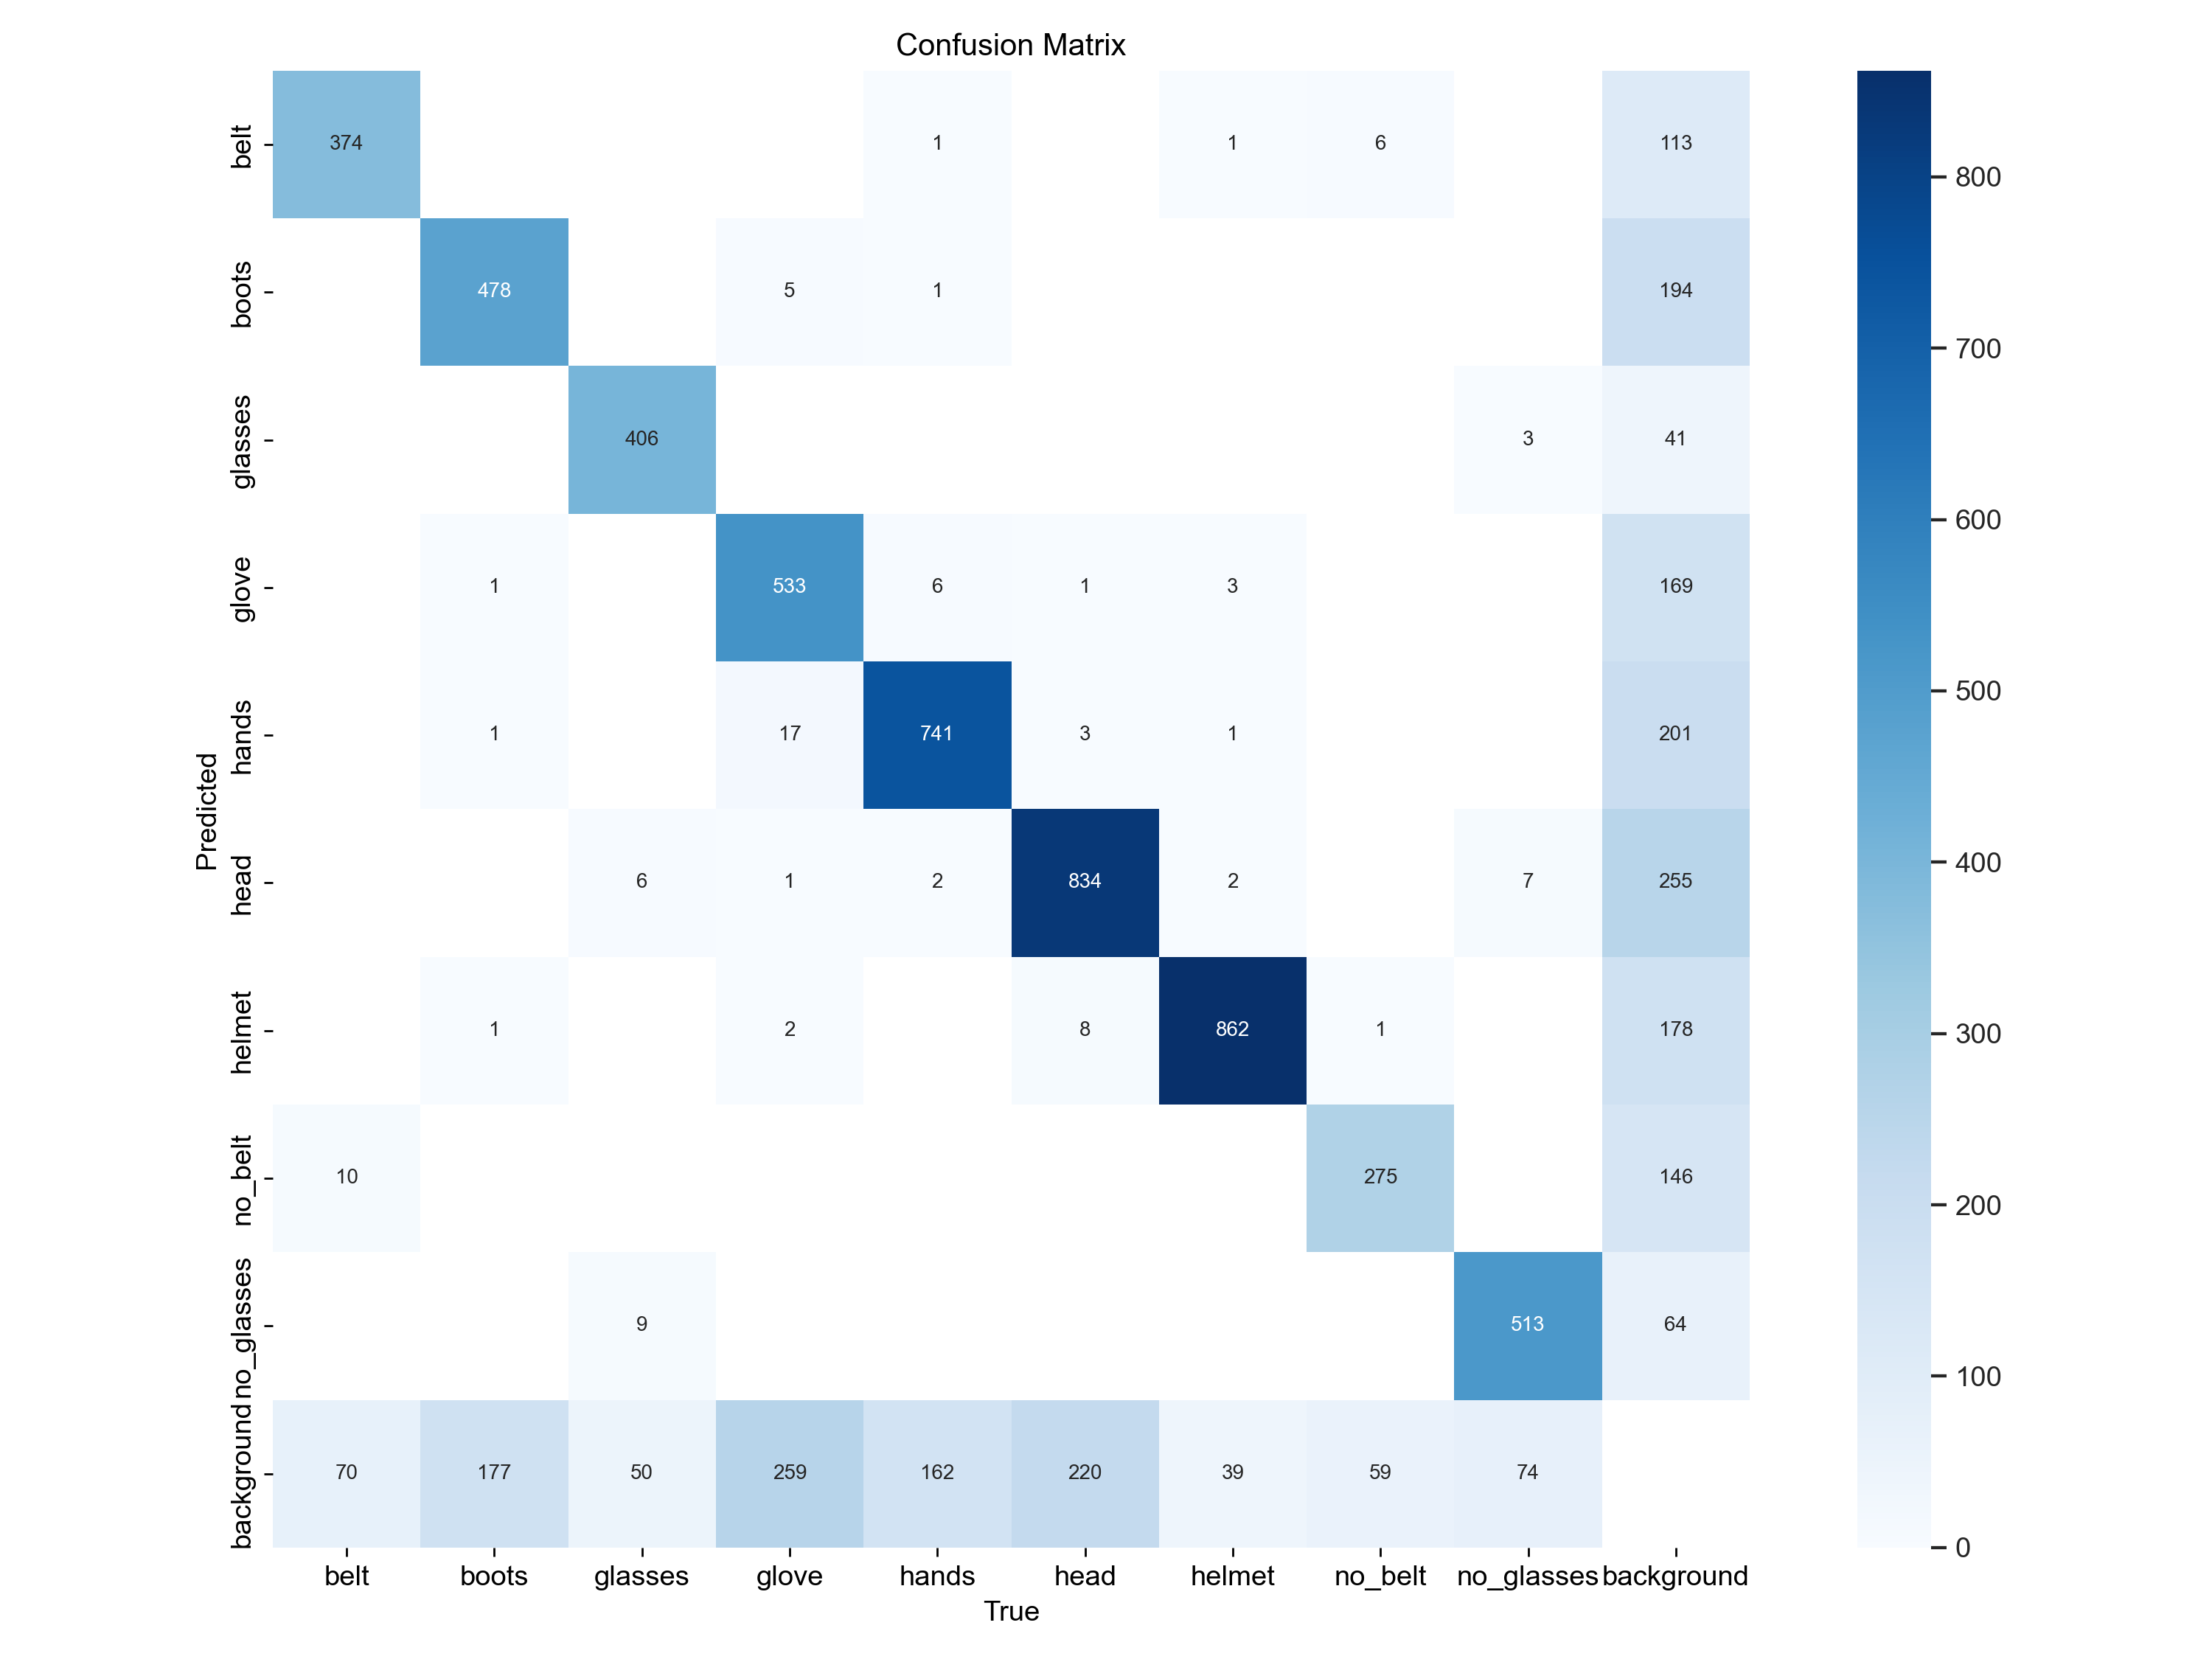 Confusion Matrix
belt 374 1 1 6 113
boots 478 5 1 194
glasses 406 3 41
glove 1 533 6 1 3 169
hands 1 17 741 3 1 201
head 6 1 2 834 2 7 255
helmet 1 2 8 862 1 178
no_belt 10 275 146
no_glasses 9 513 64
background 70 177 50 259 162 220 39 59 74
belt boots glasses glove hands head helmet no_belt no_glasses background
True
Predicted
800
700
600
500
400
300
200
100
0